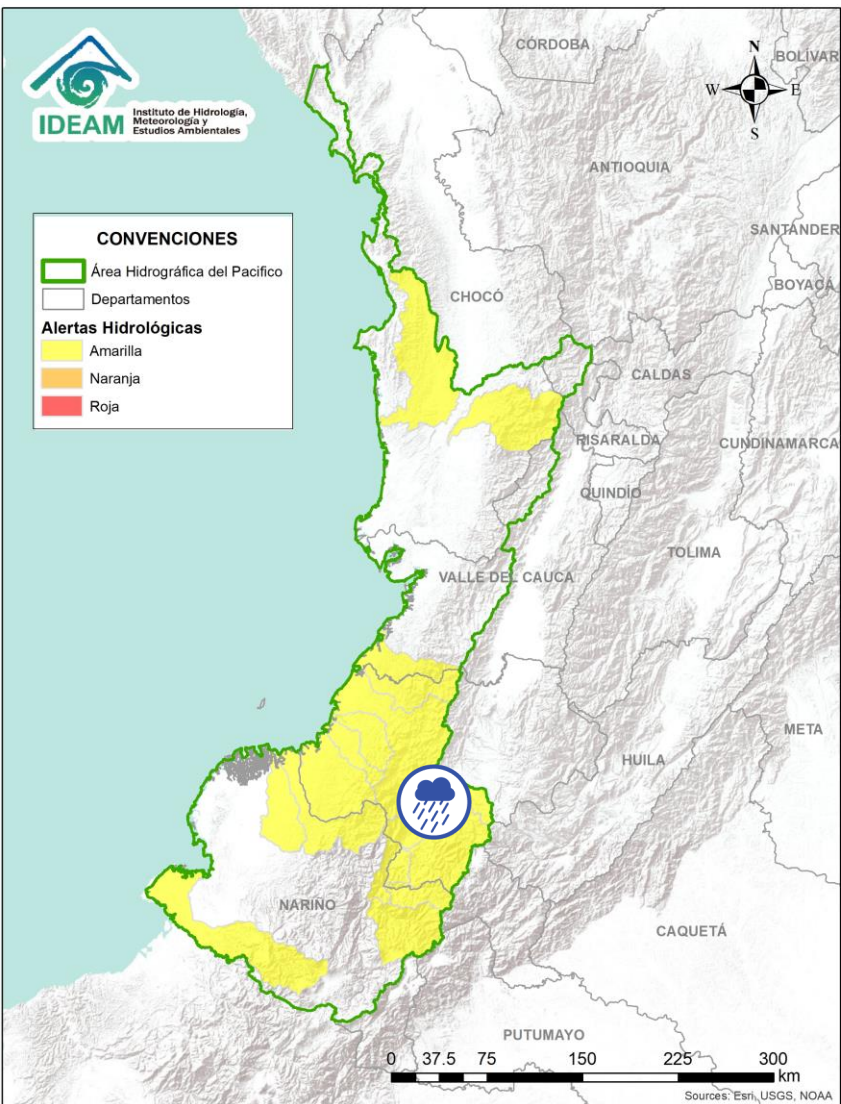 IDEAM
Instituto de Hidrología,
Meteorología y
Estudios Ambientales
CÓRDOBA
BOLÍVAR
N
W
E
S
ANTIOQUIA
SANTANDER
BOYACÁ
CONVENCIONES
Área Hidrográfica del Pacifico
Departamentos
Alertas Hidrológicas
Amarilla
Naranja
Roja
CHOCÓ
CALDAS
RISARALDA
CUNDINAMARCA
QUINDÍO
TOLIMA
VALLE DEL CAUCA
META
HUILA
NARIÑO
CAQUETÁ
PUTUMAYO
0 37.5 75 150 225 300
km
Sources: Esri, USGS, NOAA